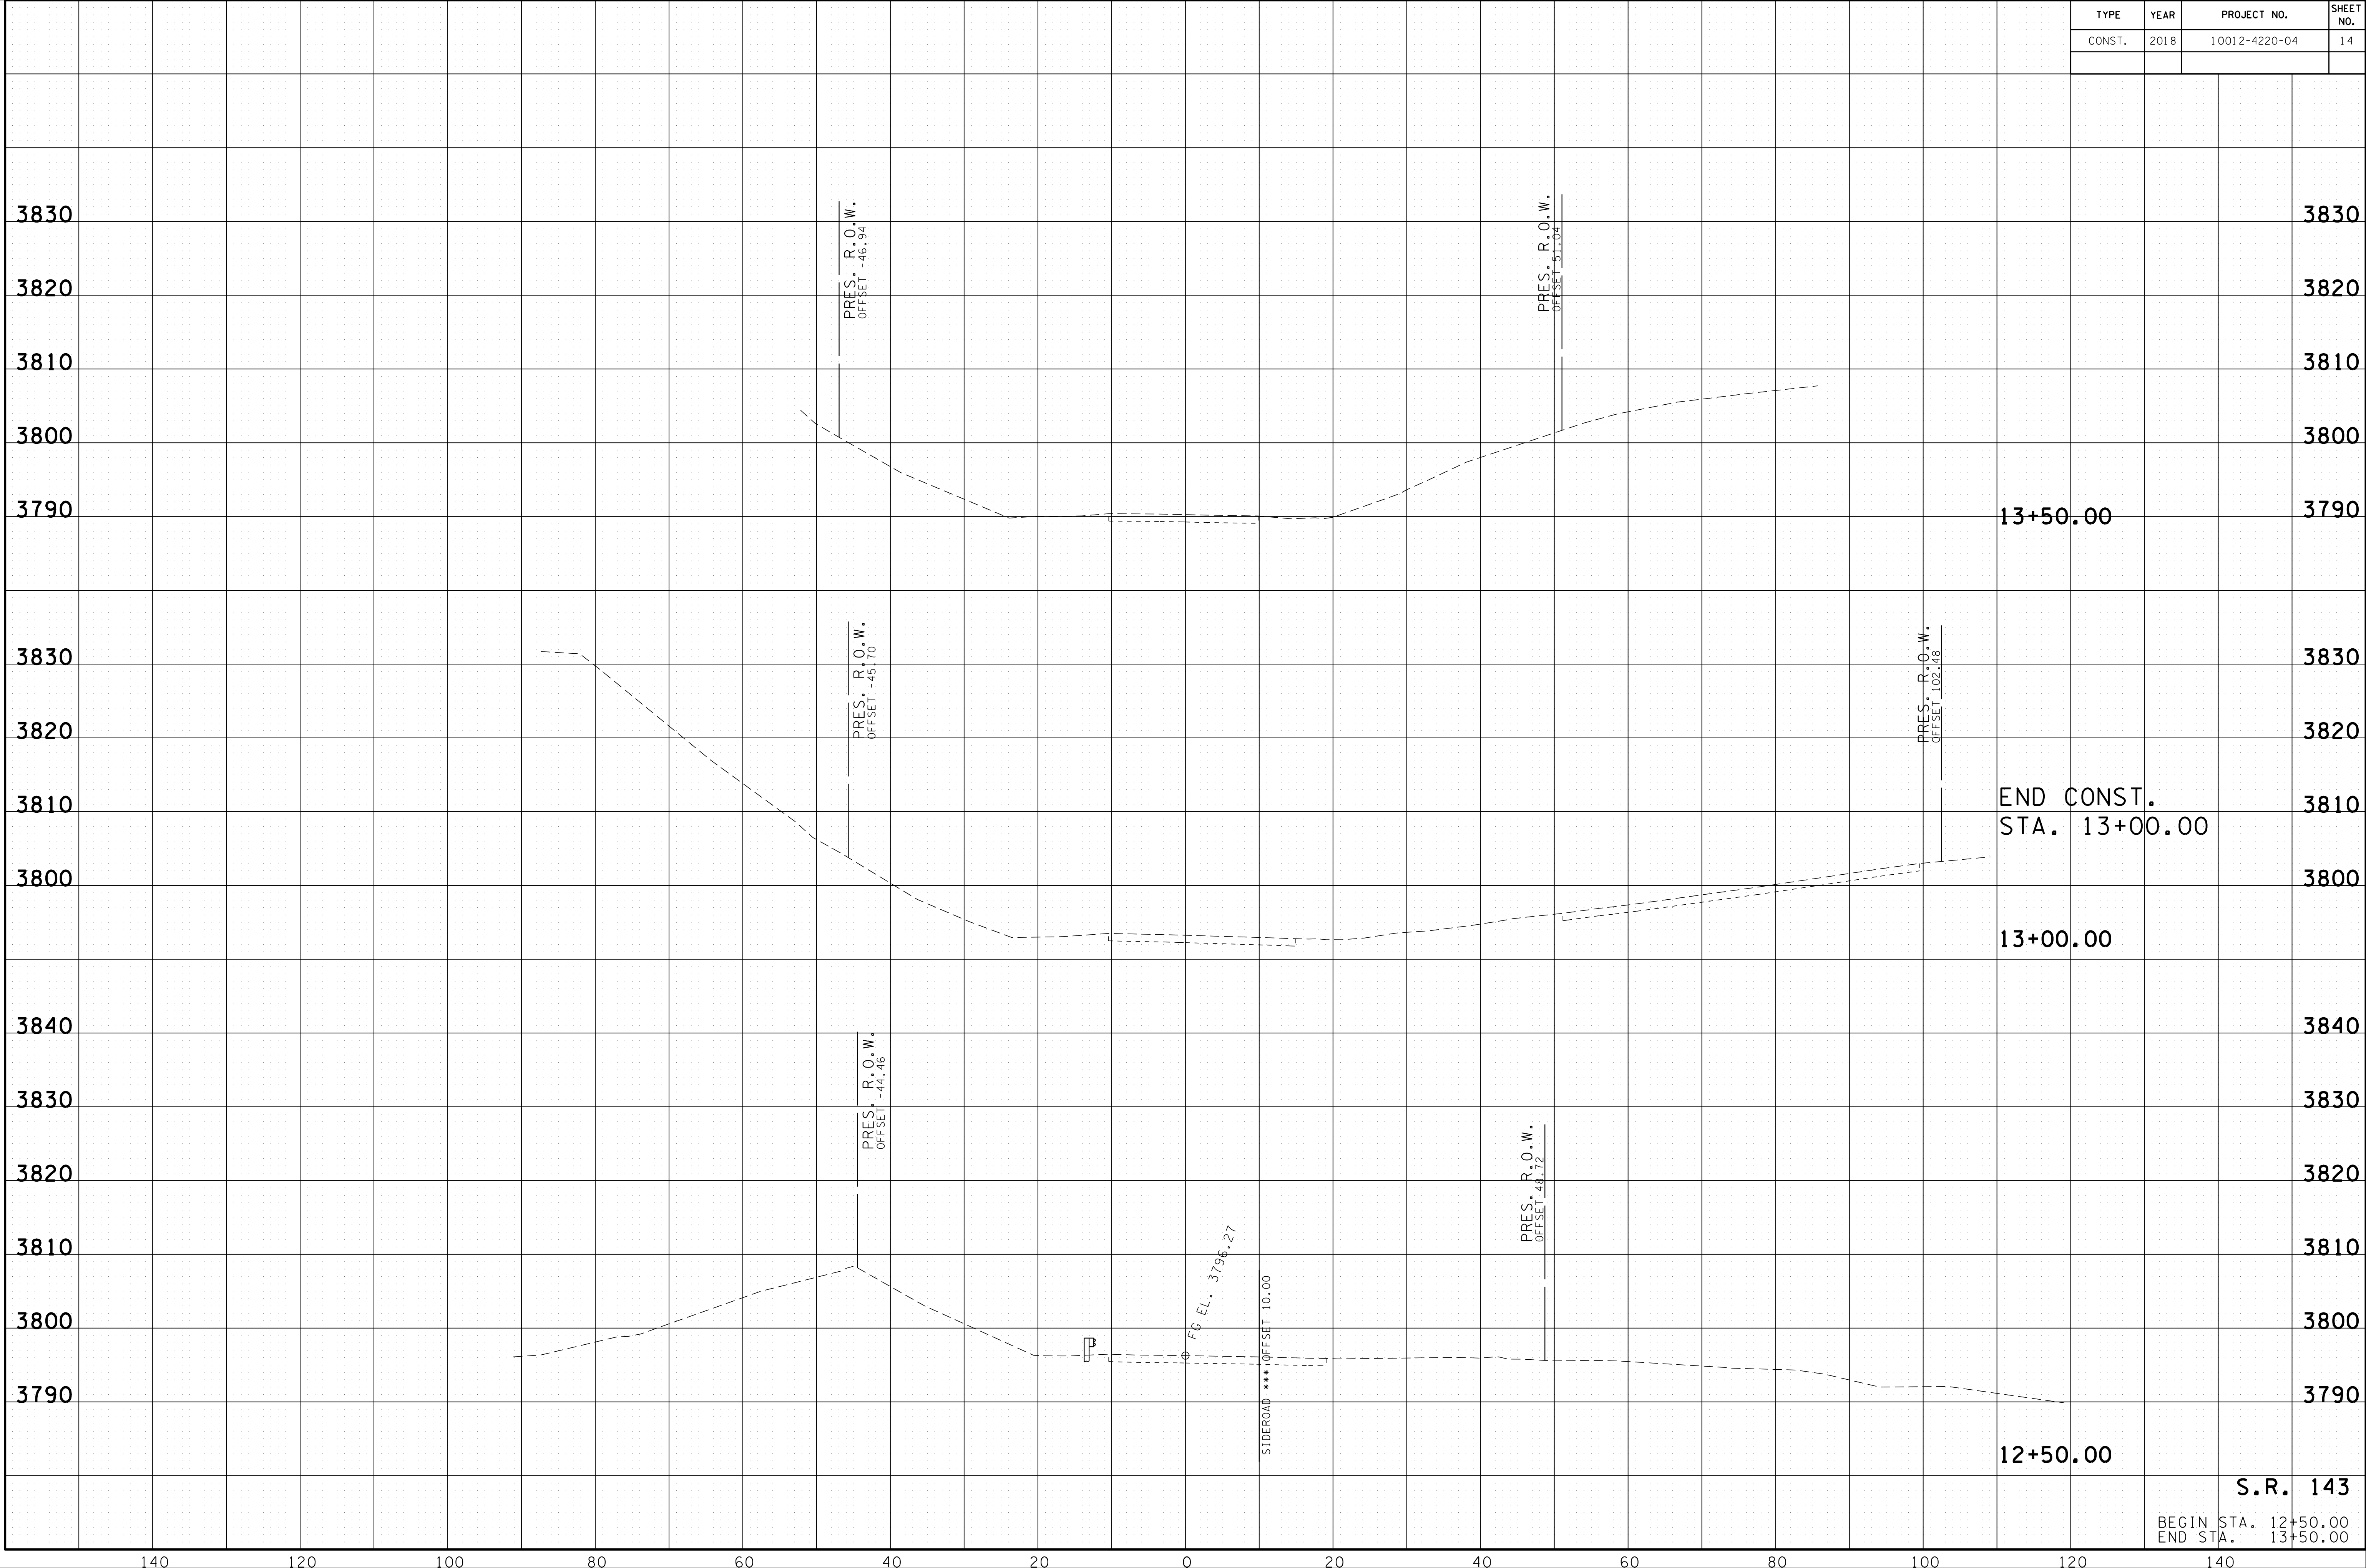 TYPE YEAR PROJECT NO. SHEET NO.
CONST. 2018 10012-4220-04 14
3830 3830
3820 3820
3810 3810
3800 3800
3790 3790
PRES. R.O.W.
OFFSET -46.94
PRES. R.O.W.
OFFSET 51.04
13+50.00
3830 3830
3820 3820
3810 3810
3800 3800
PRES. R.O.W.
OFFSET -45.70
PRES. R.O.W.
OFFSET 102.48
END CONST.
STA. 13+00.00
13+00.00
3840 3840
3830 3830
3820 3820
3810 3810
3800 3800
3790 3790
PRES. R.O.W.
OFFSET -44.46
FG EL. 3796.27
SIDEROAD *** OFFSET 10.00
PRES. R.O.W.
OFFSET 48.72
12+50.00
S.R. 143
BEGIN STA. 12+50.00
END STA. 13+50.00
140 120 100 80 60 40 20 0 20 40 60 80 100 120 140